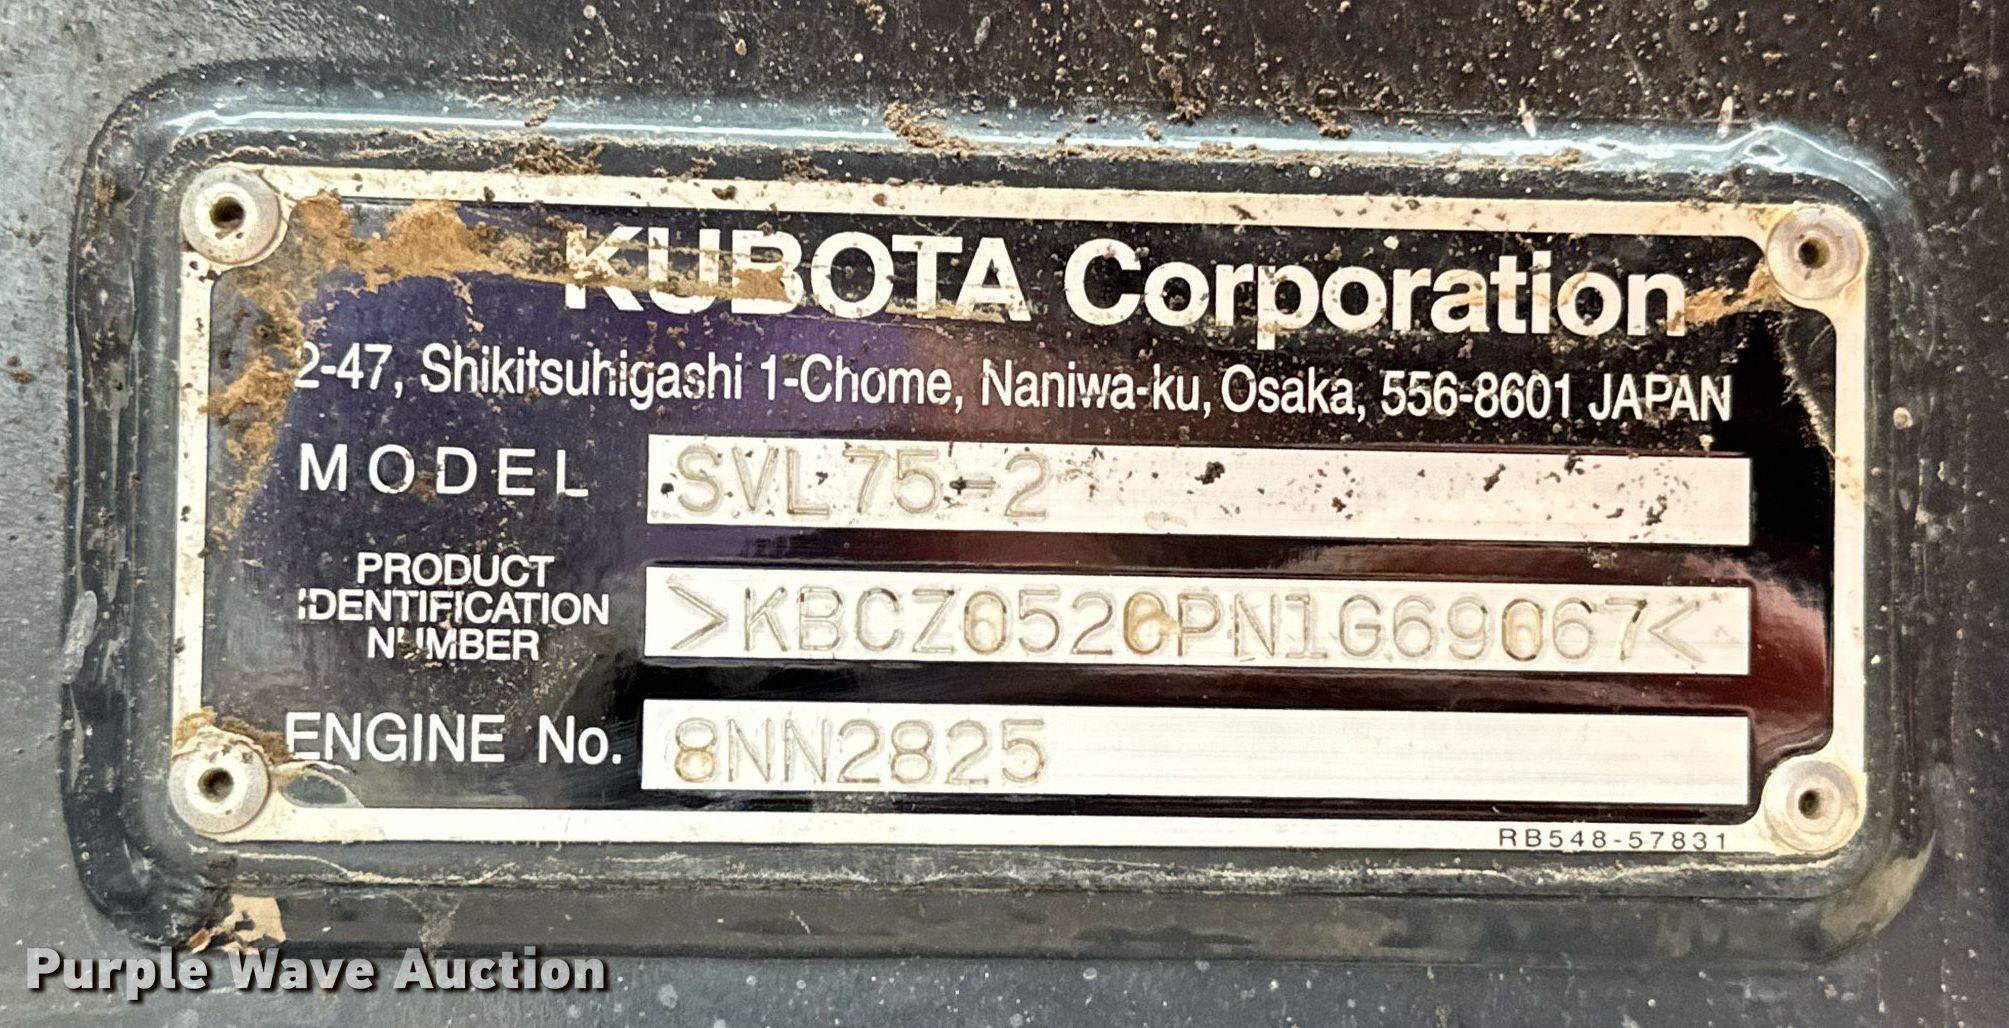 KUBOTA Corporation
2-47, Shikitsuhigashi 1-Chome, Naniwa-ku, Osaka, 556-8601 JAPAN
MODEL SVL75-2
PRODUCT
IDENTIFICATION
NUMBER
>KBCZ052CPN1G69067<
ENGINE No. 8NN2825
RB548-57831
Purple Wave Auction